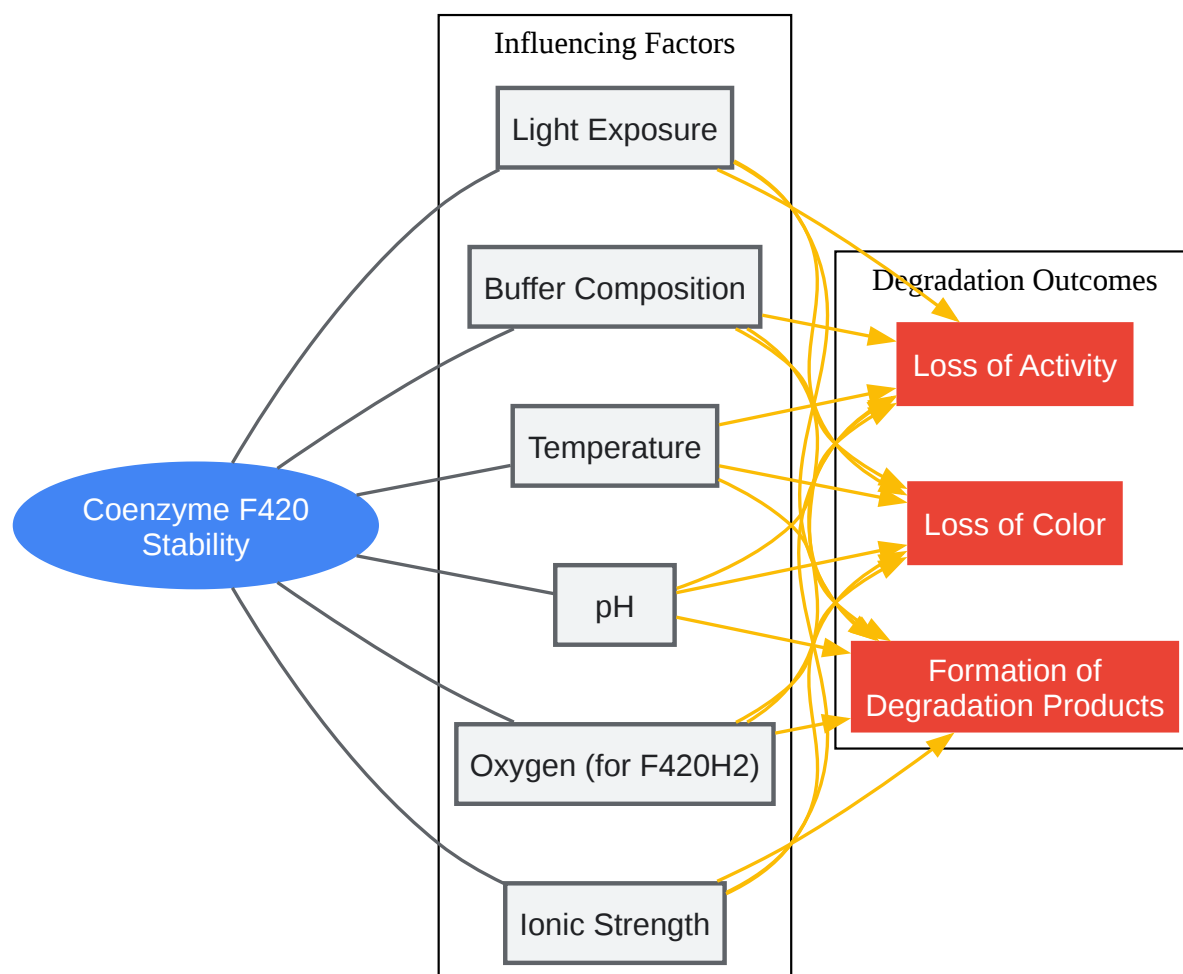 Influencing Factors
Light Exposure
Buffer Composition
Temperature
pH
Oxygen (for F420H2)
Ionic Strength
Coenzyme F420
Stability
Degradation Outcomes
Loss of Activity
Loss of Color
Formation of
Degradation Products